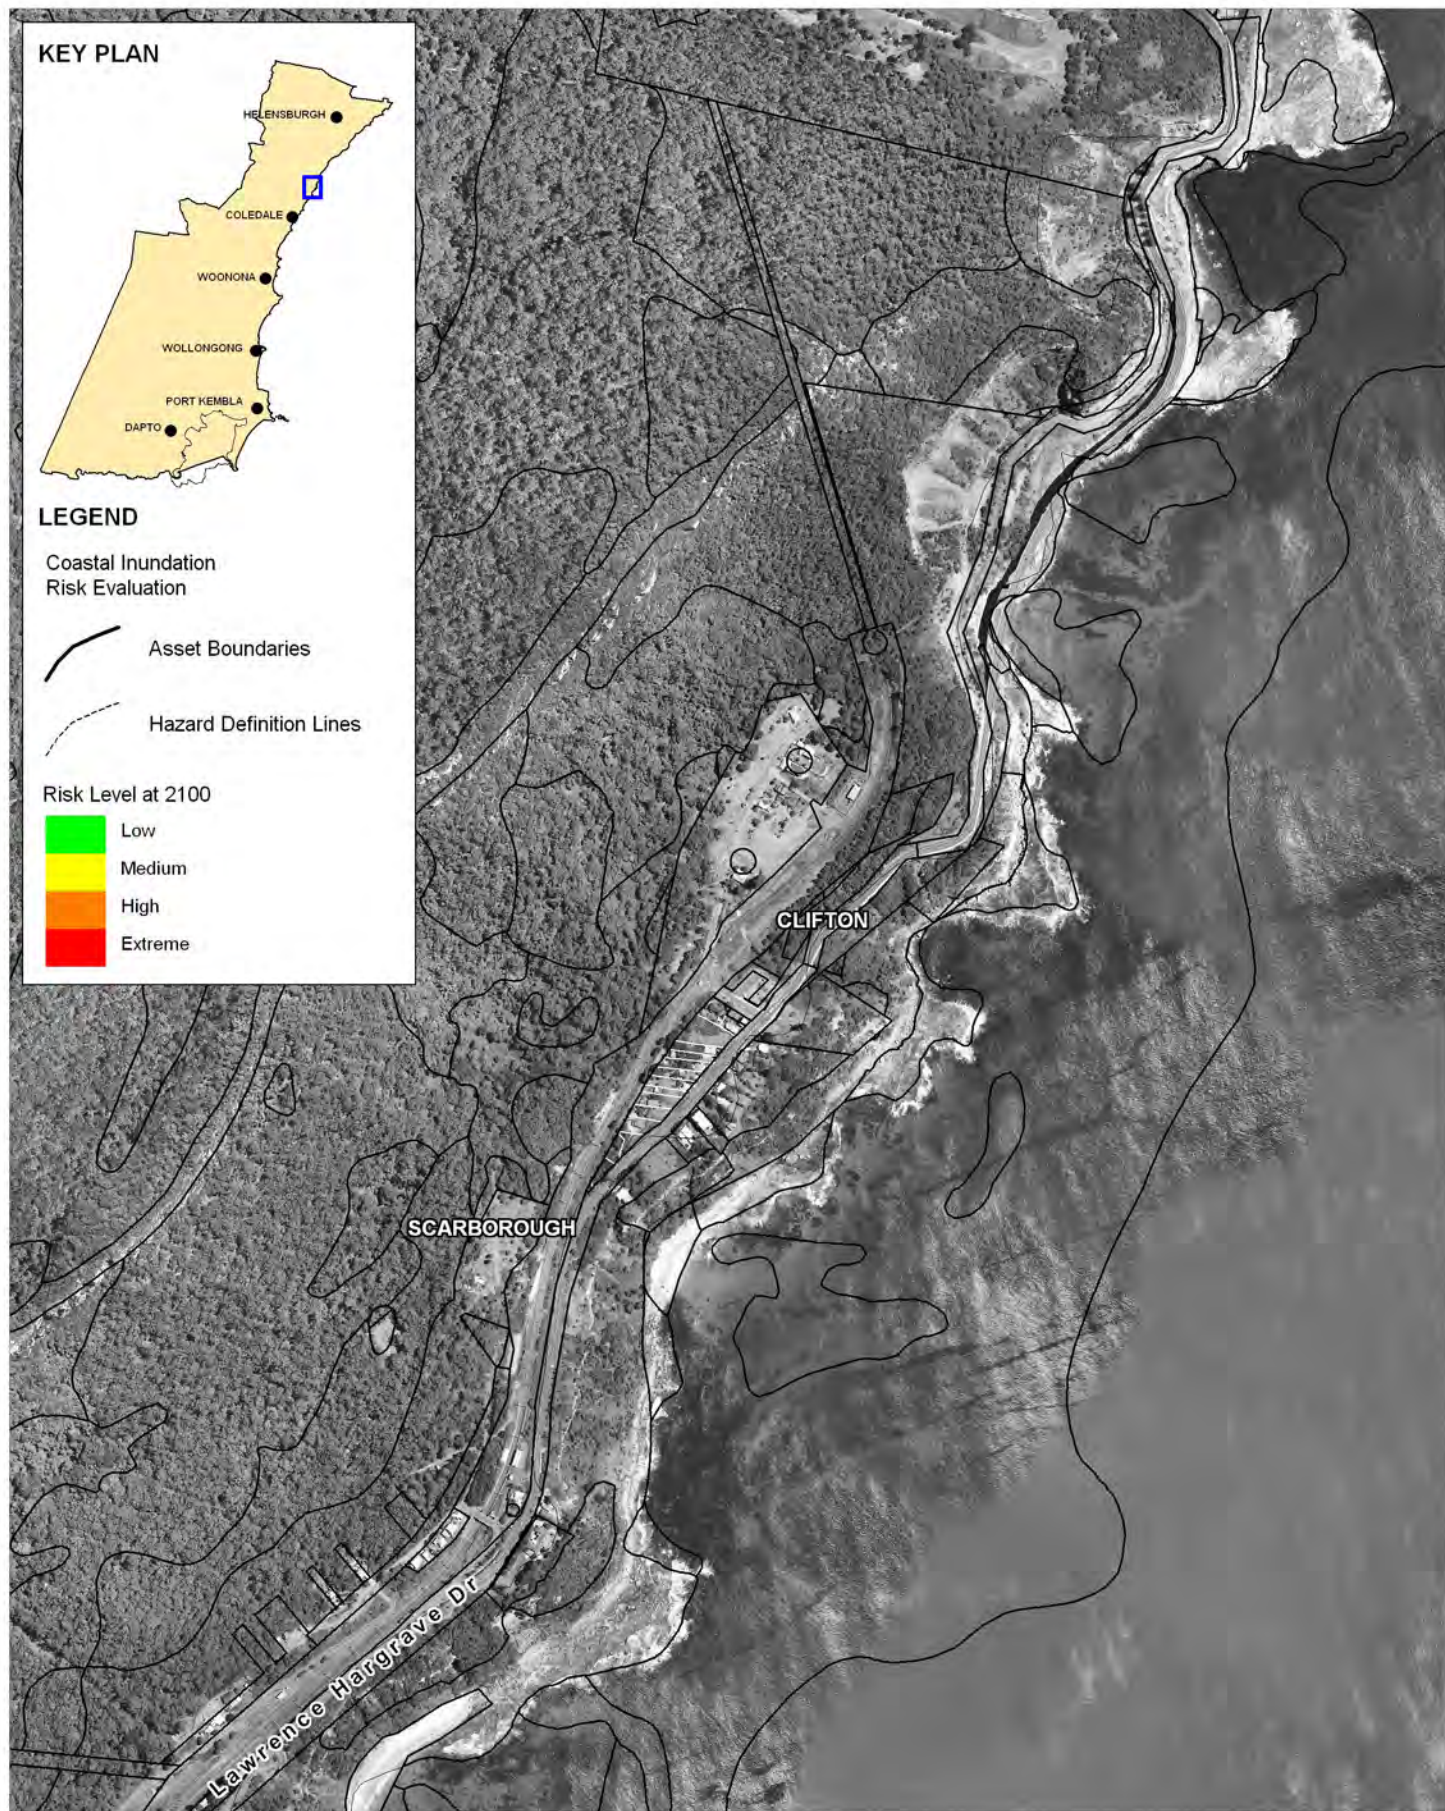 KEY PLAN
HELENSBURGH
COLEDALE
WOONONA
WOLLONGONG
PORT KEMBLA
DAPTO
LEGEND
Coastal Inundation
Risk Evaluation
Asset Boundaries
Hazard Definition Lines
Risk Level at 2100
Low
Medium
High
Extreme
CLIFTON
SCARBOROUGH
Lawrence Hargrave Dr